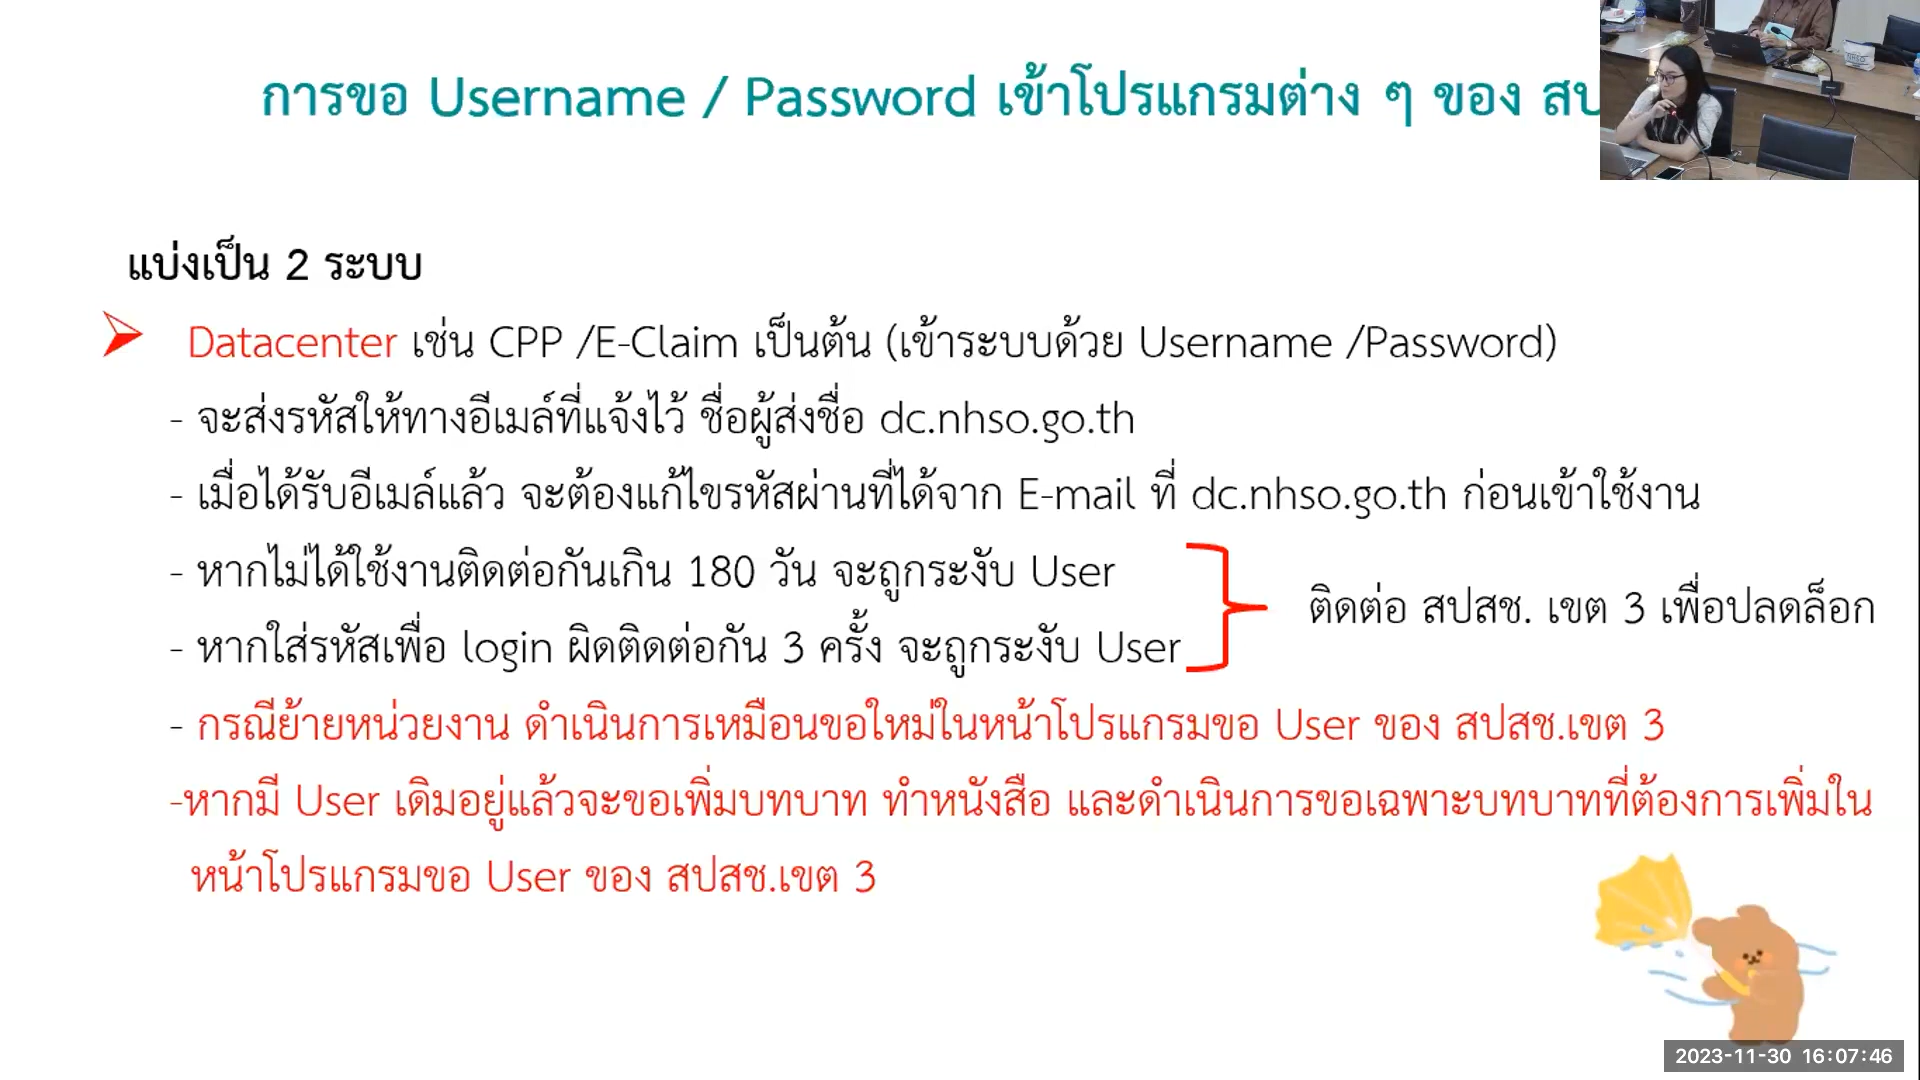 การขอ Username / Password เข้าโปรแกรมต่าง ๆ ของ สป
แบ่งเป็น 2 ระบบ
Datacenter เช่น CPP /E-Claim เป็นต้น (เข้าระบบด้วย Username /Password)
- จะส่งรหัสให้ทางอีเมล์ที่แจ้งไว้ ชื่อผู้ส่งชื่อ dc.nhso.go.th
- เมื่อได้รับอีเมล์แล้ว จะต้องแก้ไขรหัสผ่านที่ได้จาก E-mail ที่ dc.nhso.go.th ก่อนเข้าใช้งาน
- หากไม่ได้ใช้งานติดต่อกันเกิน 180 วัน จะถูกระงับ User
- หากใส่รหัสเพื่อ login ผิดติดต่อกัน 3 ครั้ง จะถูกระงับ User
ติดต่อ สปสช. เขต 3 เพื่อปลดล็อก
- กรณีย้ายหน่วยงาน ดำเนินการเหมือนขอใหม่ในหน้าโปรแกรมขอ User ของ สปสช.เขต 3
-หากมี User เดิมอยู่แล้วจะขอเพิ่มบทบาท ทำหนังสือ และดำเนินการขอเฉพาะบทบาทที่ต้องการเพิ่มใน
หน้าโปรแกรมขอ User ของ สปสช.เขต 3
2023-11-30 16:07:46